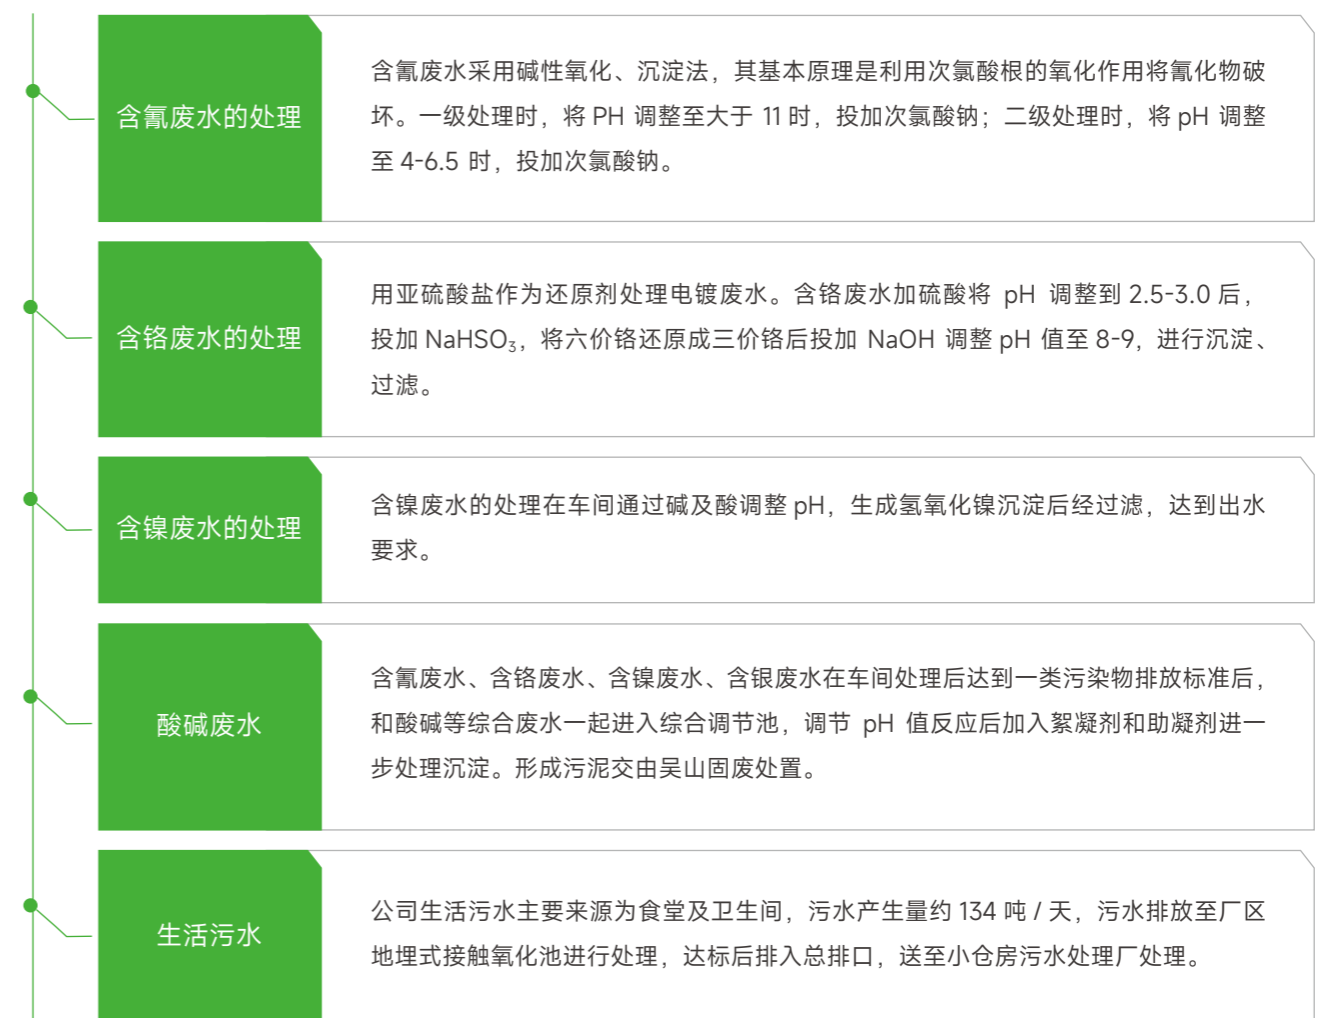 含氰废水的处理
含氰废水采用碱性氧化、沉淀法，其基本原理是利用次氯酸根的氧化作用将氰化物破
坏。一级处理时，将 PH 调整至大于 11 时，投加次氯酸钠；二级处理时，将 pH 调整
至 4-6.5 时，投加次氯酸钠。
含铬废水的处理
用亚硫酸盐作为还原剂处理电镀废水。含铬废水加硫酸将 pH 调整到 2.5-3.0 后，
投加 NaHSO₃，将六价铬还原成三价铬后投加 NaOH 调整 pH 值至 8-9，进行沉淀、
过滤。
含镍废水的处理
含镍废水的处理在车间通过碱及酸调整 pH，生成氢氧化镍沉淀后经过滤，达到出水
要求。
酸碱废水
含氰废水、含铬废水、含镍废水、含银废水在车间处理后达到一类污染物排放标准后，
和酸碱等综合废水一起进入综合调节池，调节 pH 值反应后加入絮凝剂和助凝剂进一
步处理沉淀。形成污泥交由吴山固废处置。
生活污水
公司生活污水主要来源为食堂及卫生间，污水产生量约 134 吨 / 天，污水排放至厂区
地埋式接触氧化池进行处理，达标后排入总排口，送至小仓房污水处理厂处理。